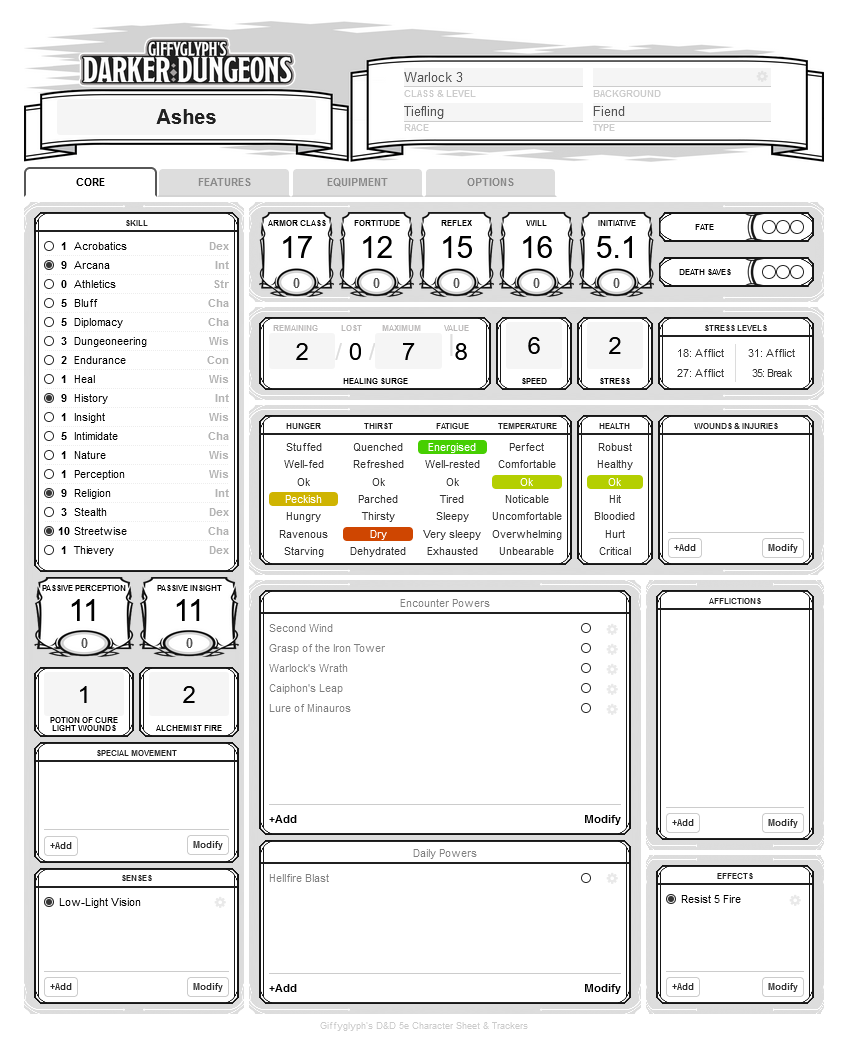 GIFFYGLYPH'S
DARKER DUNGEONS
Ashes
Warlock 3
CLASS & LEVEL
BACKGROUND
Tiefling
Fiend
RACE
TYPE
CORE
FEATURES
EQUIPMENT
OPTIONS
SKILL
1 Acrobatics Dex
9 Arcana Int
0 Athletics Str
5 Bluff Cha
5 Diplomacy Cha
3 Dungeoneering Wis
2 Endurance Con
1 Heal Wis
9 History Int
1 Insight Wis
5 Intimidate Cha
1 Nature Wis
1 Perception Wis
9 Religion Int
3 Stealth Dex
10 Streetwise Cha
1 Thievery Dex
PASSIVE PERCEPTION
11
0
PASSIVE INSIGHT
11
0
1
POTION OF CURE
LIGHT WOUNDS
2
ALCHEMIST FIRE
SPECIAL MOVEMENT
+Add
Modify
SENSES
Low-Light Vision
+Add
Modify
ARMOR CLASS
17
0
FORTITUDE
12
0
REFLEX
15
0
WILL
16
0
INITIATIVE
5.1
0
FATE
DEATH SAVES
REMAINING LOST MAXIMUM VALUE
2 / 0 / 7 8
HEALING SURGE
6
SPEED
2
STRESS
STRESS LEVELS
18: Afflict 31: Afflict
27: Afflict 35: Break
HUNGER THIRST FATIGUE TEMPERATURE
Stuffed Quenched Energised Perfect
Well-fed Refreshed Well-rested Comfortable
Ok Ok Ok Ok
Peckish Parched Tired Noticable
Hungry Thirsty Sleepy Uncomfortable
Ravenous Dry Very sleepy Overwhelming
Starving Dehydrated Exhausted Unbearable
HEALTH
Robust
Healthy
Ok
Hit
Bloodied
Hurt
Critical
WOUNDS & INJURIES
+Add
Modify
Encounter Powers
Second Wind
Grasp of the Iron Tower
Warlock's Wrath
Caiphon's Leap
Lure of Minauros
+Add
Modify
Daily Powers
Hellfire Blast
+Add
Modify
AFFLICTIONS
+Add
Modify
EFFECTS
Resist 5 Fire
+Add
Modify
Giffyglyph's D&D 5e Character Sheet & Trackers